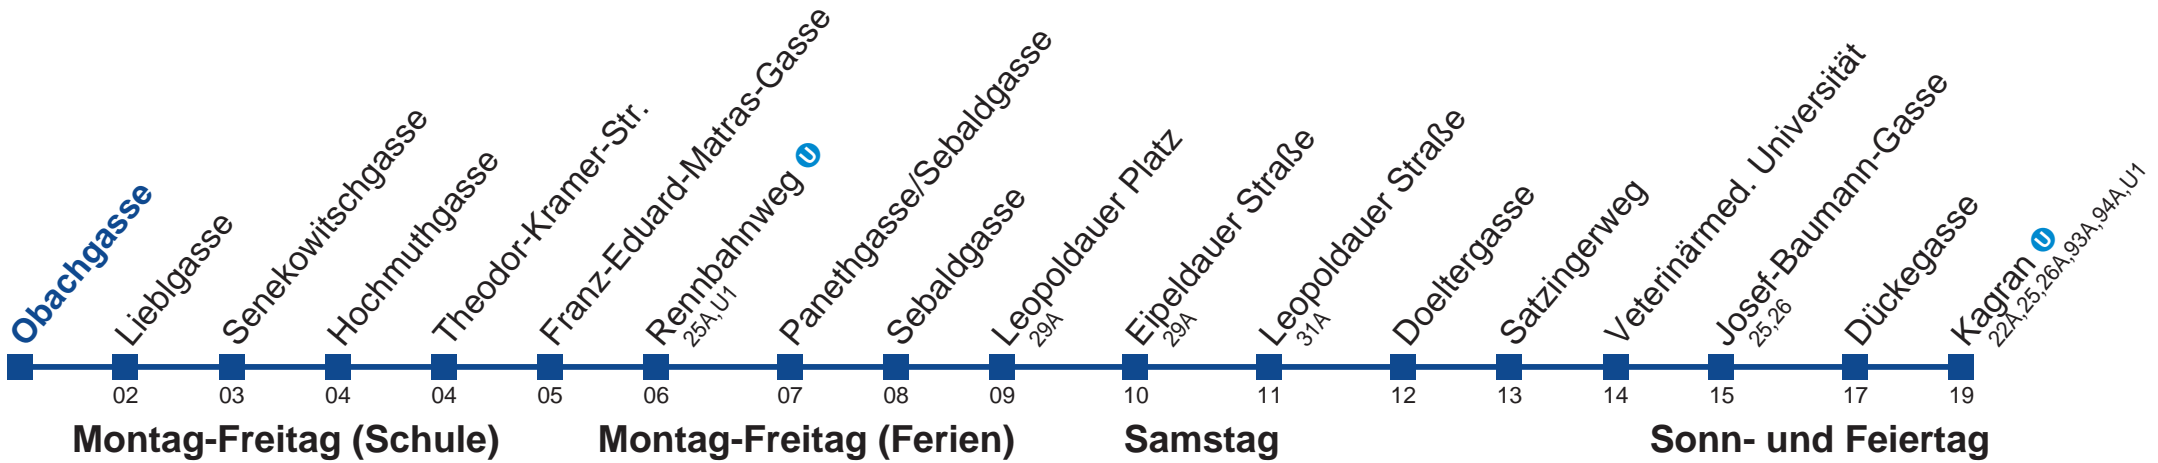 Obachgasse
Lieblgasse
Senekowitschgasse
Hochmuthgasse
Theodor-Kramer-Str.
Franz-Eduard-Matras-Gasse
Rennbahnweg U
25A,U1
Panethgasse/Sebaldgasse
Sebaldgasse
Leopoldauer Platz
29A
Eipeldauer Straße
29A
Leopoldauer Straße
31A
Doeltergasse
Satzingerweg
Veterinärmed. Universität
Josef-Baumann-Gasse
25,26
Dückegasse
Kagran U
22A,25,26A,93A,94A,U1
02 03 04 04 05 06 07 08 09 10 11 12 13 14 15 17 19
Montag-Freitag (Schule) Montag-Freitag (Ferien) Samstag Sonn- und Feiertag